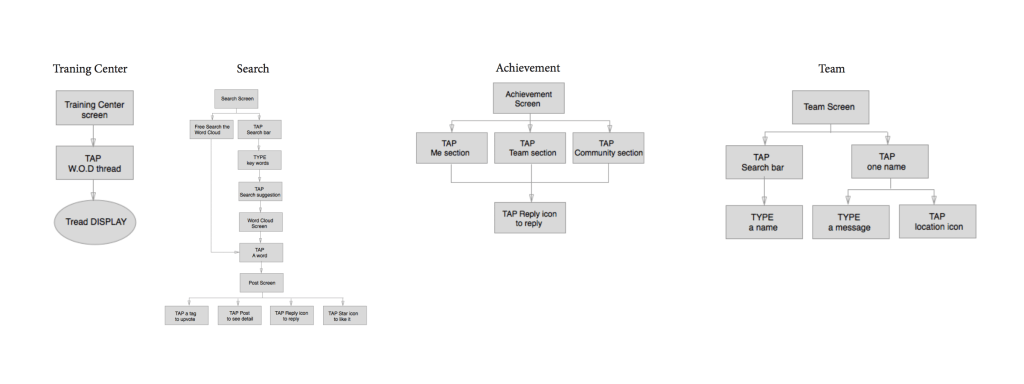 Traning Center
Training Center
screen
TAP
W.O.D thread
Tread DISPLAY
Search
Search Screen
Free Search the
Word Cloud
TAP
Search bar
TYPE
key words
TAP
Search suggestion
Word Cloud
Screen
TAP
A word
Post Screen
TAP a tag
to upvote
TAP Post
to see detail
TAP Reply icon
to reply
TAP Star icon
to like it
Achievement
Achievement
Screen
TAP
Me section
TAP
Team section
TAP
Community section
TAP Reply icon
to reply
Team
Team Screen
TAP
Search bar
TAP
one name
TYPE
a name
TYPE
a message
TAP
location icon